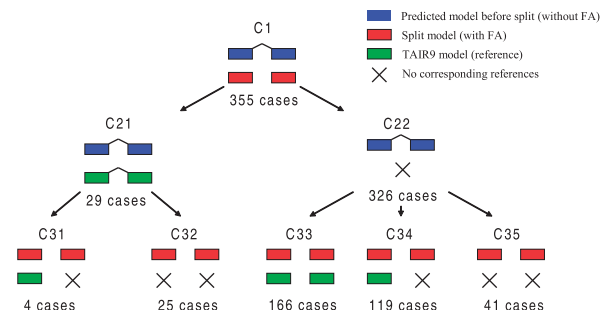 C1
Predicted model before split (without FA)
Split model (with FA)
TAIR9 model (reference)
No corresponding references
355 cases
C21
C22
29 cases
326 cases
C31
C32
C33
C34
C35
4 cases
25 cases
166 cases
119 cases
41 cases